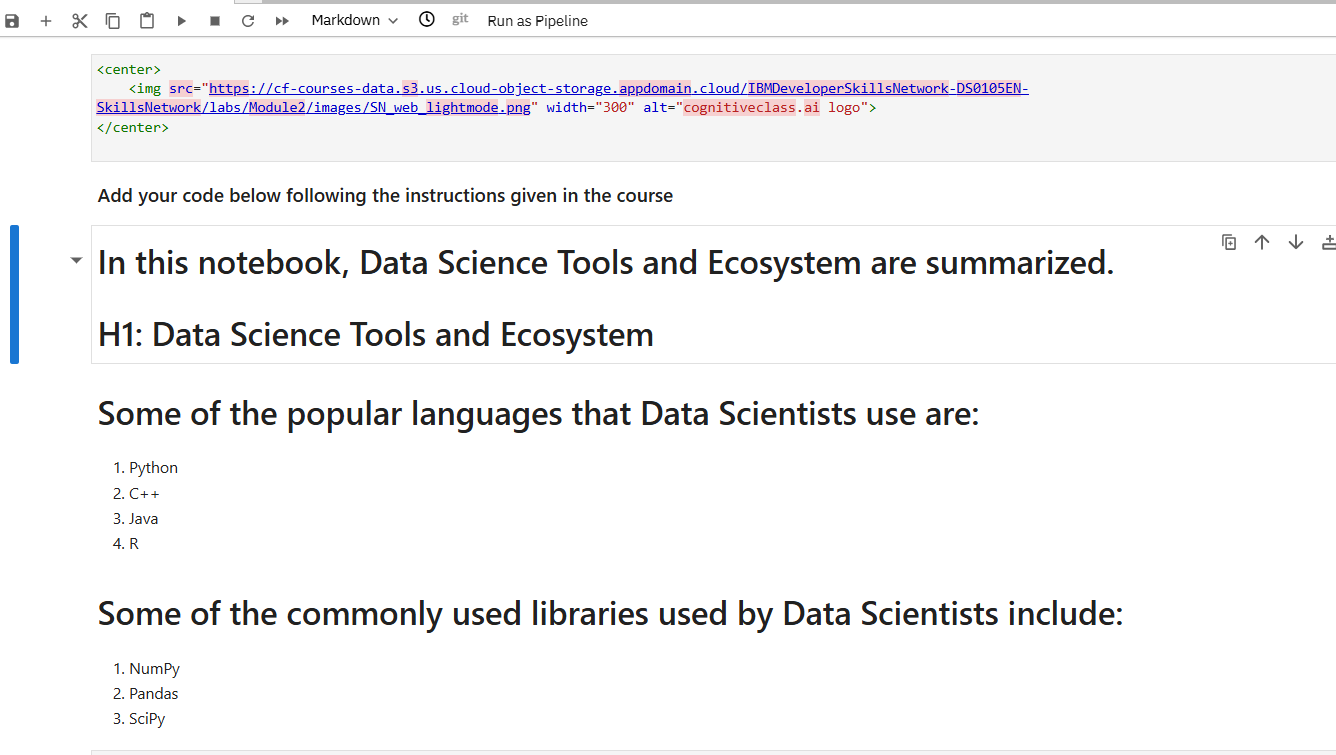 Markdown git Run as Pipeline
<center>
<img src="https://cf-courses-data.s3.us.cloud-object-storage.appdomain.cloud/IBMDeveloperSkillsNetwork-DS0105EN-
SkillsNetwork/labs/Module2/images/SN_web_lightmode.png" width="300" alt="cognitiveclass.ai logo">
</center>
Add your code below following the instructions given in the course
In this notebook, Data Science Tools and Ecosystem are summarized.
H1: Data Science Tools and Ecosystem
Some of the popular languages that Data Scientists use are:
1. Python
2. C++
3. Java
4. R
Some of the commonly used libraries used by Data Scientists include:
1. NumPy
2. Pandas
3. SciPy